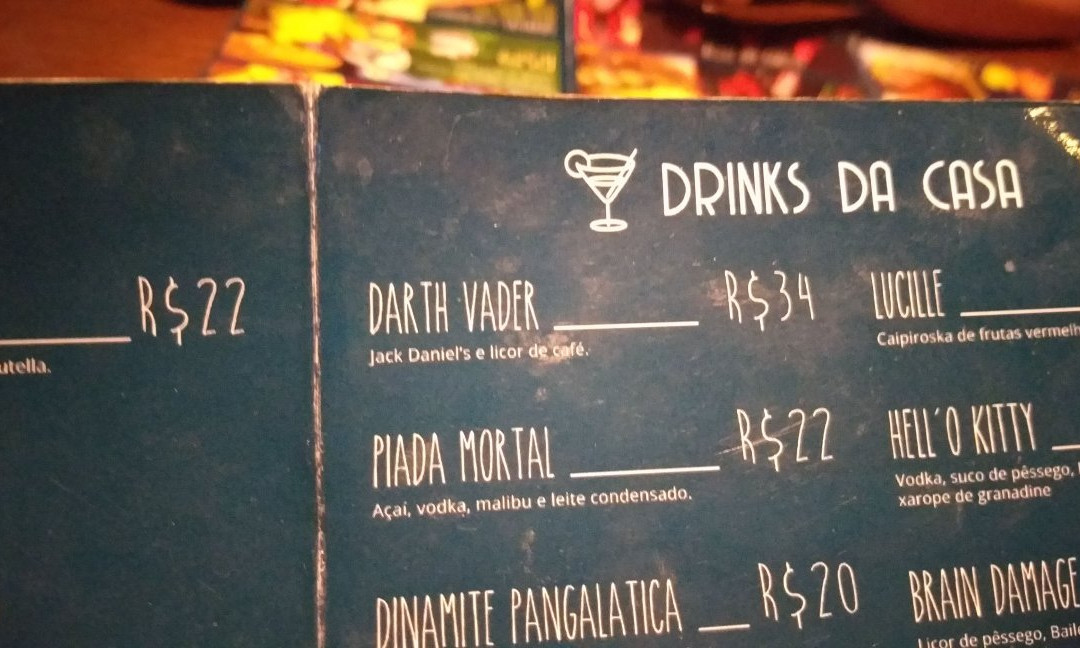 R$22
utella.
DRINKS DA CASA
DARTH VADER R$34
Jack Daniel's e licor de café.
PIADA MORTAL R$22
Açaí, vodka, malibu e leite condensado.
DINAMITE PANGALATICA R$20
LUCILLE
Caipiroska de frutas vermelh
HELL´O KITTY
Vodka, suco de pêssego,
xarope de granadine
BRAIN DAMAGE
Licor de pêssego, Baile